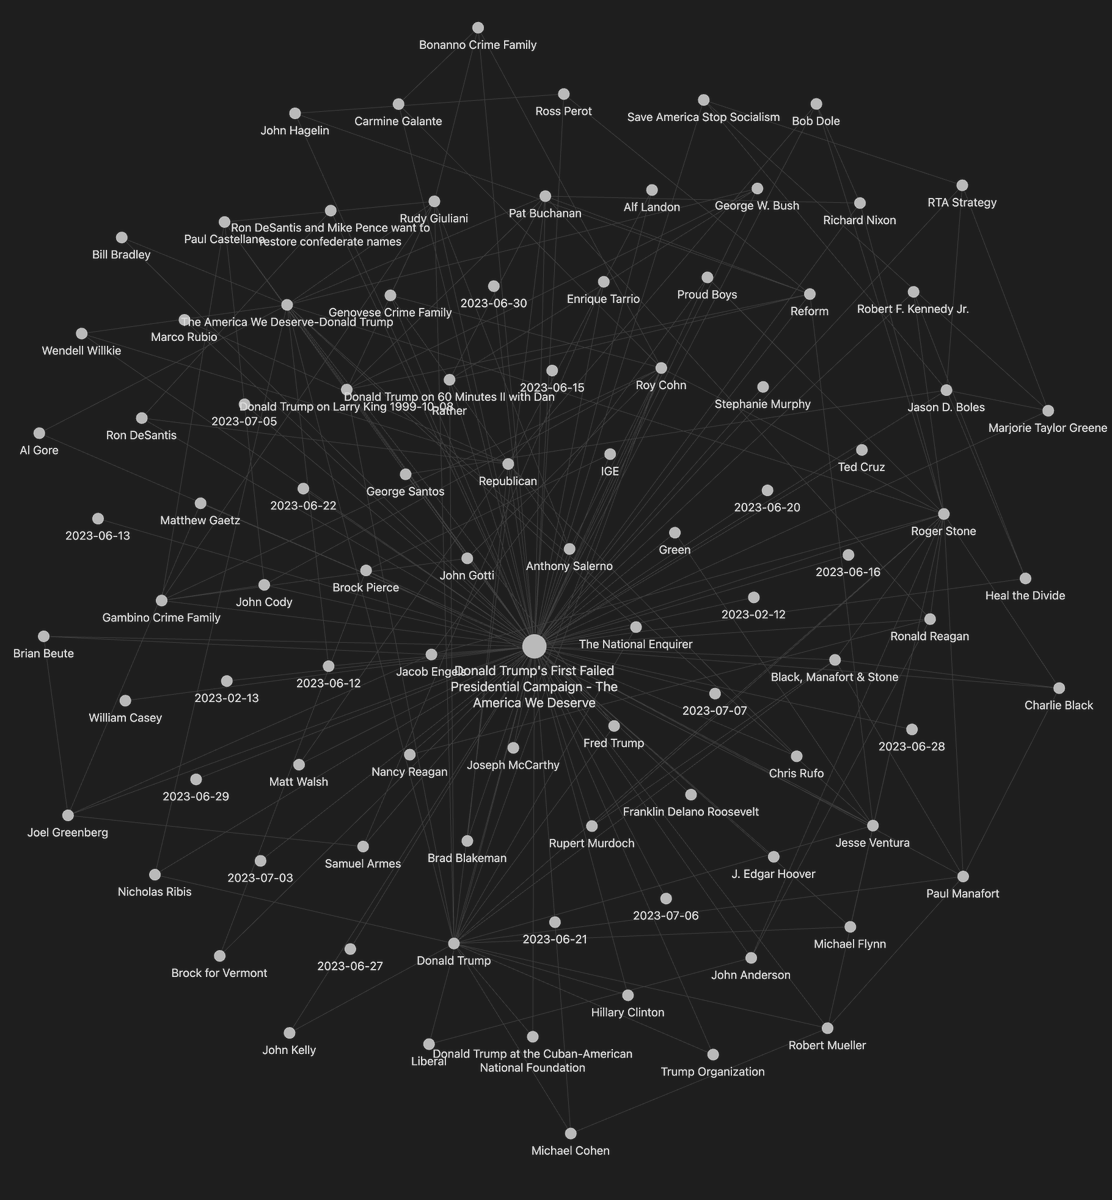 Bonanno Crime Family
Ross Perot
Save America Stop Socialism
Bob Dole
Carmine Galante
John Hagelin
RTA Strategy
Alf Landon
George W. Bush
Pat Buchanan
Rudy Giuliani
Richard Nixon
Ron DeSantis and Mike Pence want to
restore confederate names
Paul Castellano
Bill Bradley
2023-06-30
Enrique Tarrio
Proud Boys
Genovese Crime Family
Reform
Robert F. Kennedy Jr.
The America We Deserve-Donald Trump
Marco Rubio
Wendell Willkie
2023-06-15
Roy Cohn
Donald Trump on 60 Minutes II with Dan
Rather
Stephanie Murphy
Donald Trump on Larry King 1999-10-08
Jason D. Boles
2023-07-05
Marjorie Taylor Greene
Ron DeSantis
Al Gore
Ted Cruz
IGE
Republican
George Santos
2023-06-22
2023-06-20
Matthew Gaetz
Roger Stone
2023-06-13
Green
Anthony Salerno
2023-06-16
John Gotti
Brock Pierce
Heal the Divide
John Cody
2023-02-12
Gambino Crime Family
Ronald Reagan
The National Enquirer
Brian Beute
Donald Trump's First Failed
Presidential Campaign - The
America We Deserve
Jacob Engels
Black, Manafort & Stone
2023-06-12
2023-02-13
Charlie Black
2023-07-07
William Casey
Fred Trump
2023-06-28
Joseph McCarthy
Nancy Reagan
Chris Rufo
Matt Walsh
2023-06-29
Franklin Delano Roosevelt
Joel Greenberg
Rupert Murdoch
Jesse Ventura
Brad Blakeman
Samuel Armes
J. Edgar Hoover
2023-07-03
Nicholas Ribis
Paul Manafort
2023-07-06
2023-06-21
Michael Flynn
Donald Trump
2023-06-27
Brock for Vermont
John Anderson
Hillary Clinton
Robert Mueller
John Kelly
Donald Trump at the Cuban-American
National Foundation
Liberal
Trump Organization
Michael Cohen